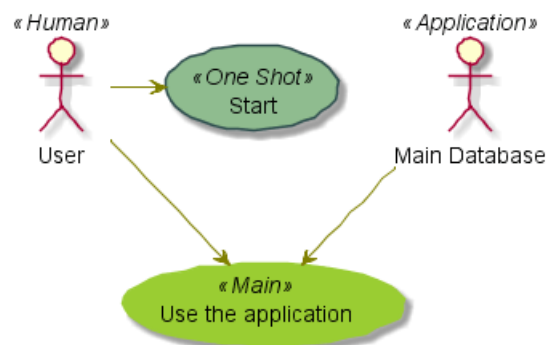 «Human»
User
«One Shot»
Start
«Application»
Main Database
«Main»
Use the application